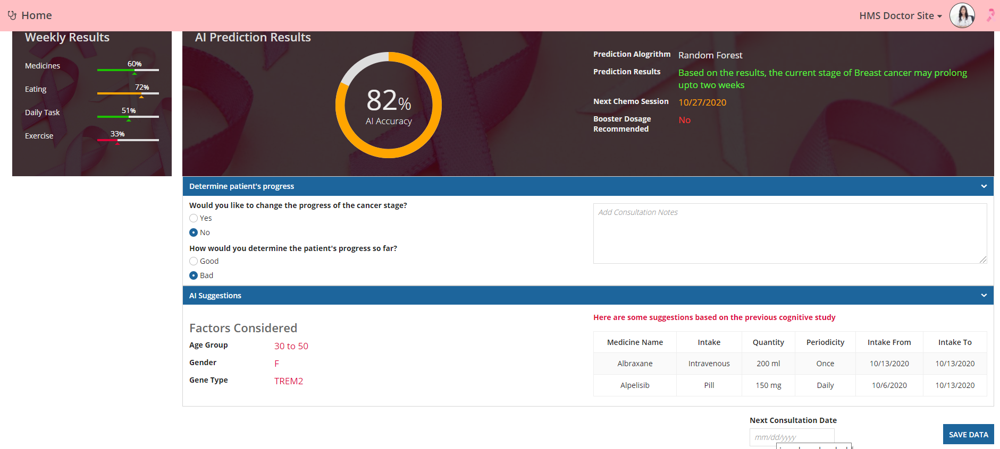 Home
HMS Doctor Site
Weekly Results
Medicines
60%
Eating
72%
Daily Task
51%
Exercise
33%
AI Prediction Results
82%
AI Accuracy
Prediction Alogrithm Random Forest
Prediction Results Based on the results, the current stage of Breast cancer may prolong
upto two weeks
Next Chemo Session 10/27/2020
Booster Dosage No
Recommended
Determine patient's progress
Would you like to change the progress of the cancer stage?
Yes
No
How would you determine the patient's progress so far?
Good
Bad
Add Consultation Notes
AI Suggestions
Factors Considered
Age Group 30 to 50
Gender F
Gene Type TREM2
Here are some suggestions based on the previous cognitive study
Medicine Name Intake Quantity Periodicity Intake From Intake To
Albraxane Intravenous 200 ml Once 10/13/2020 10/13/2020
Alpelisib Pill 150 mg Daily 10/6/2020 10/13/2020
Next Consultation Date
mm/dd/yyyy
SAVE DATA